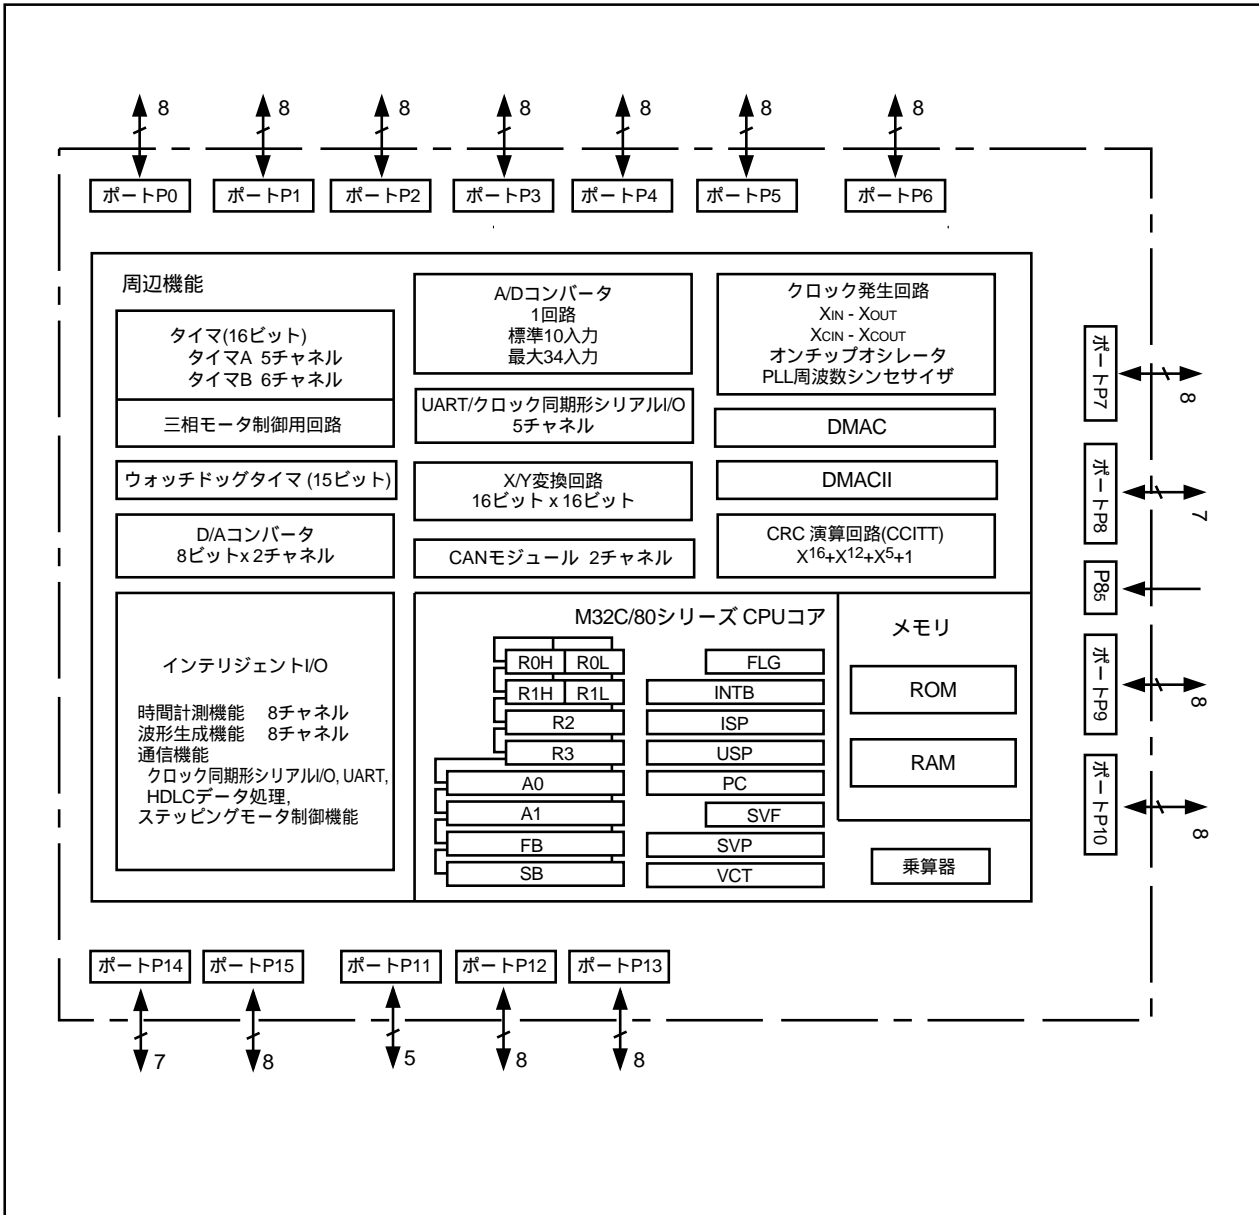 8 8 8 8 8 8 8
ポートP0 ポートP1 ポートP2 ポートP3 ポートP4 ポートP5 ポートP6
周辺機能
タイマ(16ビット)
タイマA 5チャネル
タイマB 6チャネル
三相モータ制御用回路
ウォッチドッグタイマ (15ビット)
D/Aコンバータ
8ビットx 2チャネル
A/Dコンバータ
1回路
標準10入力
最大34入力
UART/クロック同期形シリアルI/O
5チャネル
X/Y変換回路
16ビット x 16ビット
CANモジュール 2チャネル
クロック発生回路
XIN - XOUT
XCIN - XCOUT
オンチップオシレータ
PLL周波数シンセサイザ
DMAC
DMACII
CRC 演算回路(CCITT)
X16+X12+X5+1
インテリジェントI/O
時間計測機能 8チャネル
波形生成機能 8チャネル
通信機能
クロック同期形シリアルI/O, UART,
HDLCデータ処理,
ステッピングモータ制御機能
M32C/80シリーズ CPUコア
R0H R0L
R1H R1L
R2
R3
A0
A1
FB
SB
FLG
INTB
ISP
USP
PC
SVF
SVP
VCT
メモリ
ROM
RAM
乗算器
ポートP7
8
ポートP8
7
P85
ポートP9
8
ポートP10
8
ポートP14 ポートP15 ポートP11 ポートP12 ポートP13
7 8 5 8 8